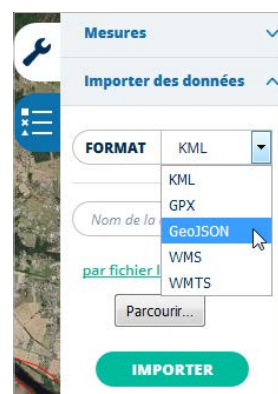 Mesures
Importer des données
FORMAT KML
KML
GPX
Nom de la
GeoJSON
WMS
par fichier l
WMTS
Parcourir...
IMPORTER